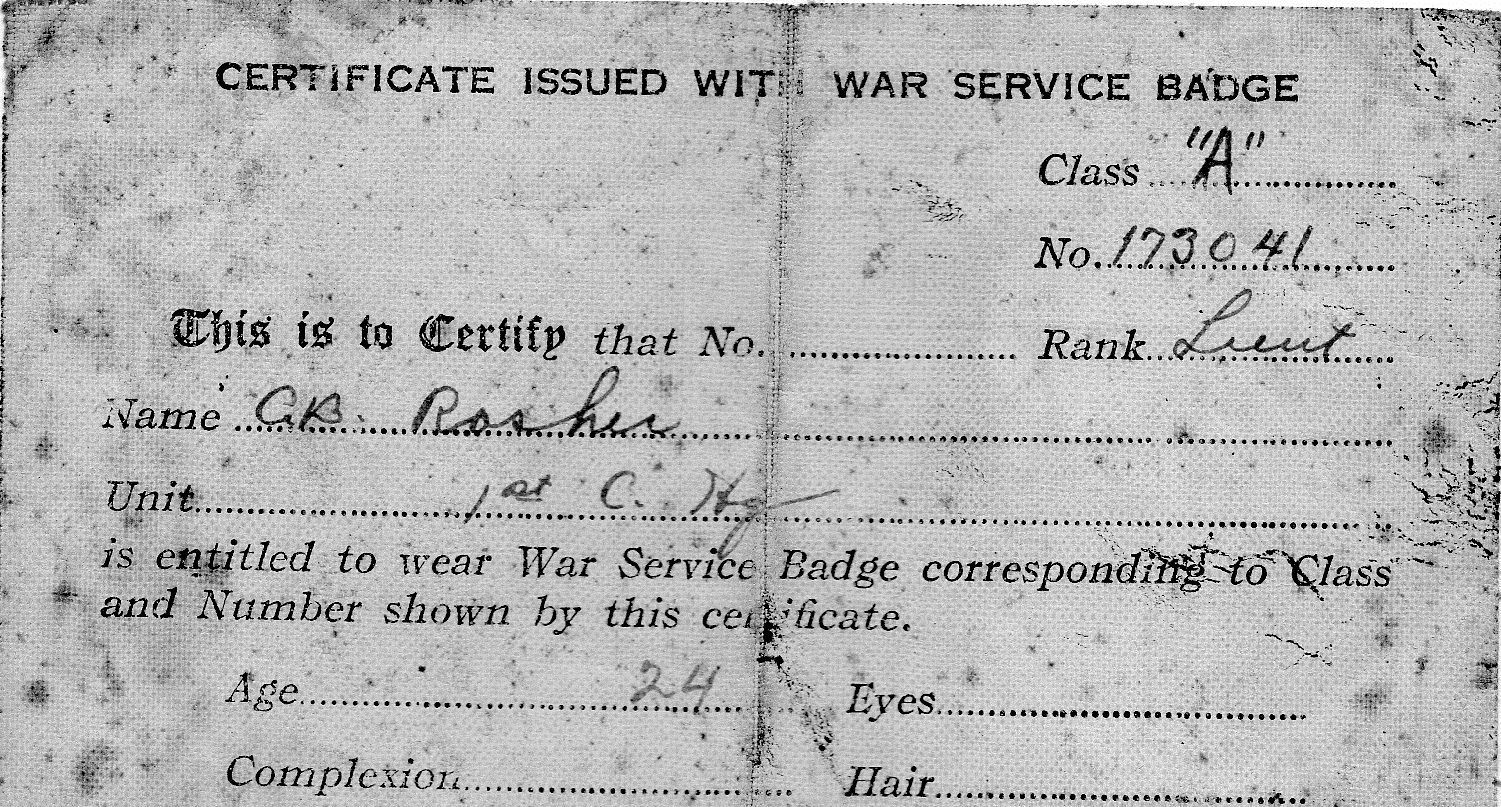 CERTIFICATE ISSUED WITH WAR SERVICE BADGE
Class "A"
No. 173041
This is to Certify that No. Rank Lieut
Name Rosher
Unit 1st C. Hq
is entitled to wear War Service Badge corresponding to Class
and Number shown by this certificate.
Age 24 Eyes
Complexion Hair